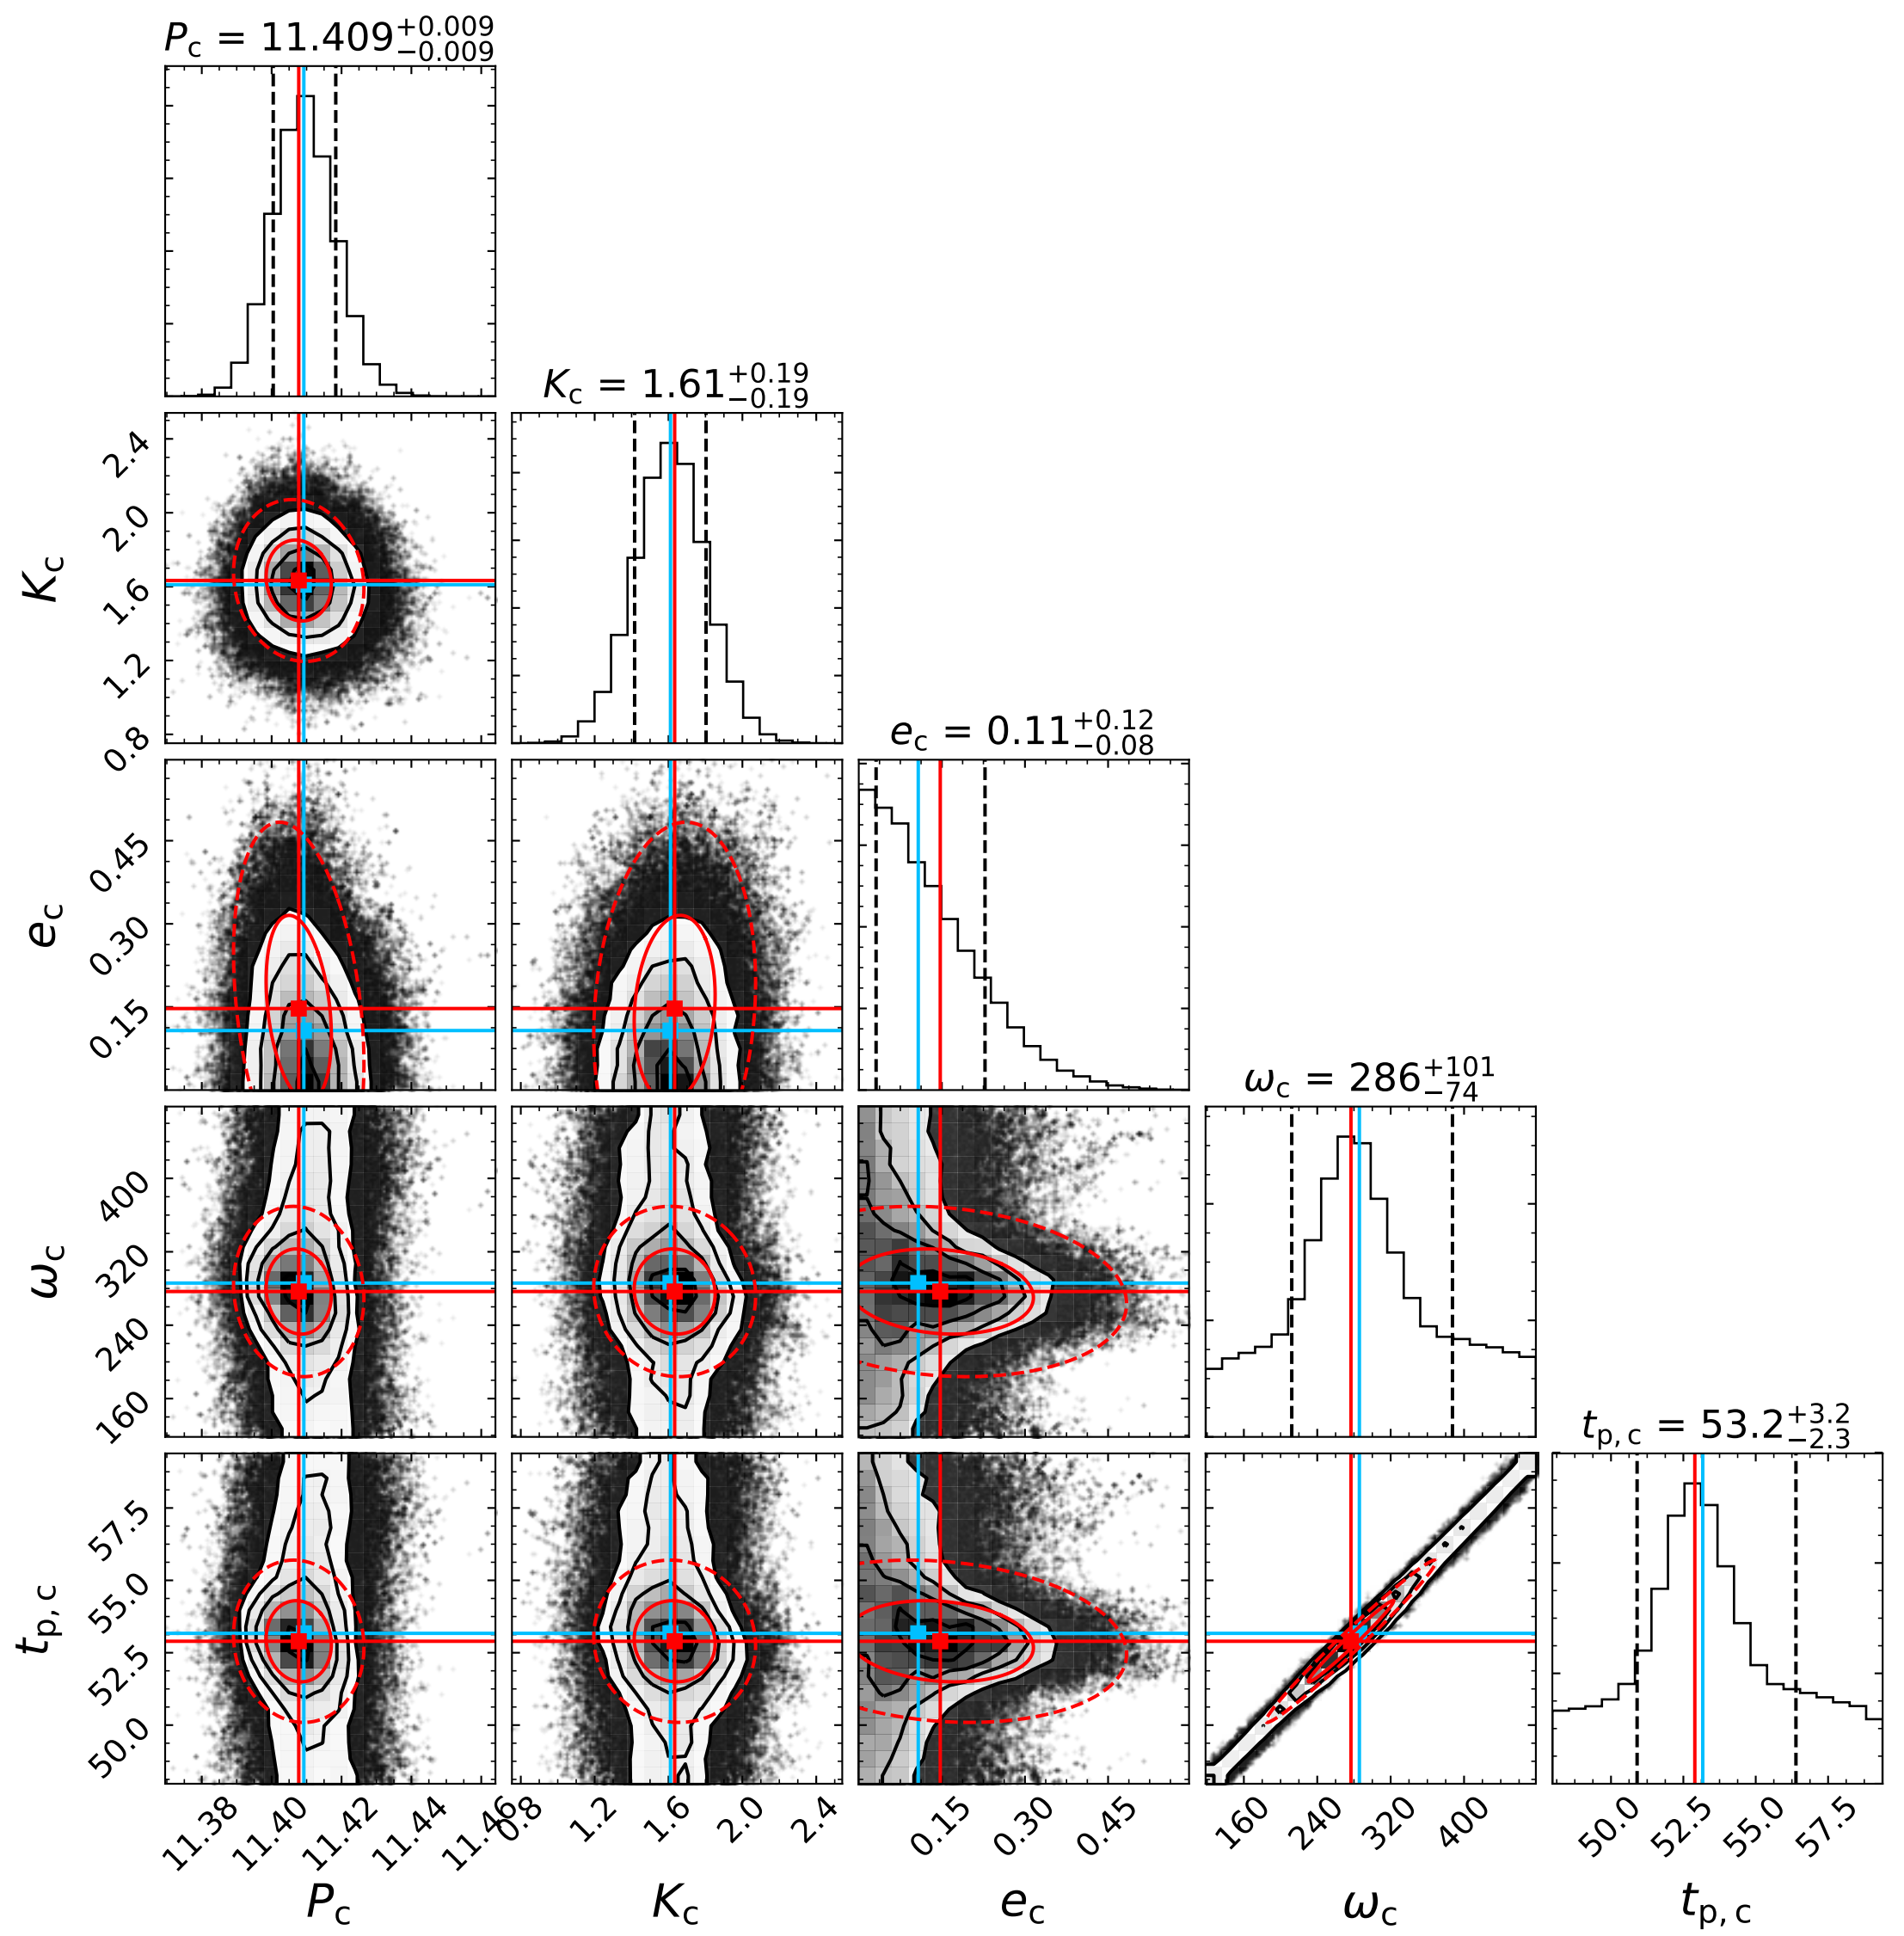 P_c = 11.409^{+0.009}_{−0.009}
K_c = 1.61^{+0.19}_{−0.19}
2.4
2.0
1.6
1.2
0.8
K_c
e_c = 0.11^{+0.12}_{−0.08}
0.45
0.30
0.15
e_c
ω_c = 286^{+101}_{−74}
400
320
240
160
ω_c
t_{p, c} = 53.2^{+3.2}_{−2.3}
57.5
55.0
52.5
50.0
t_{p, c}
11.38 11.40 11.42 11.44 11.46 0.8 1.2 1.6 2.0 2.4 0.15 0.30 0.45 160 240 320 400 50.0 52.5 55.0 57.5
P_c K_c e_c ω_c t_{p, c}